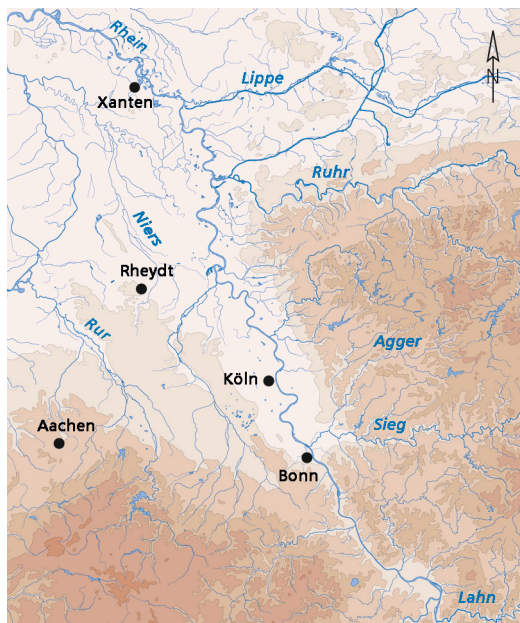 Rhein
Lippe
N
Xanten
Ruhr
Niers
Rheydt
Rur
Agger
Köln
Aachen
Sieg
Bonn
Lahn